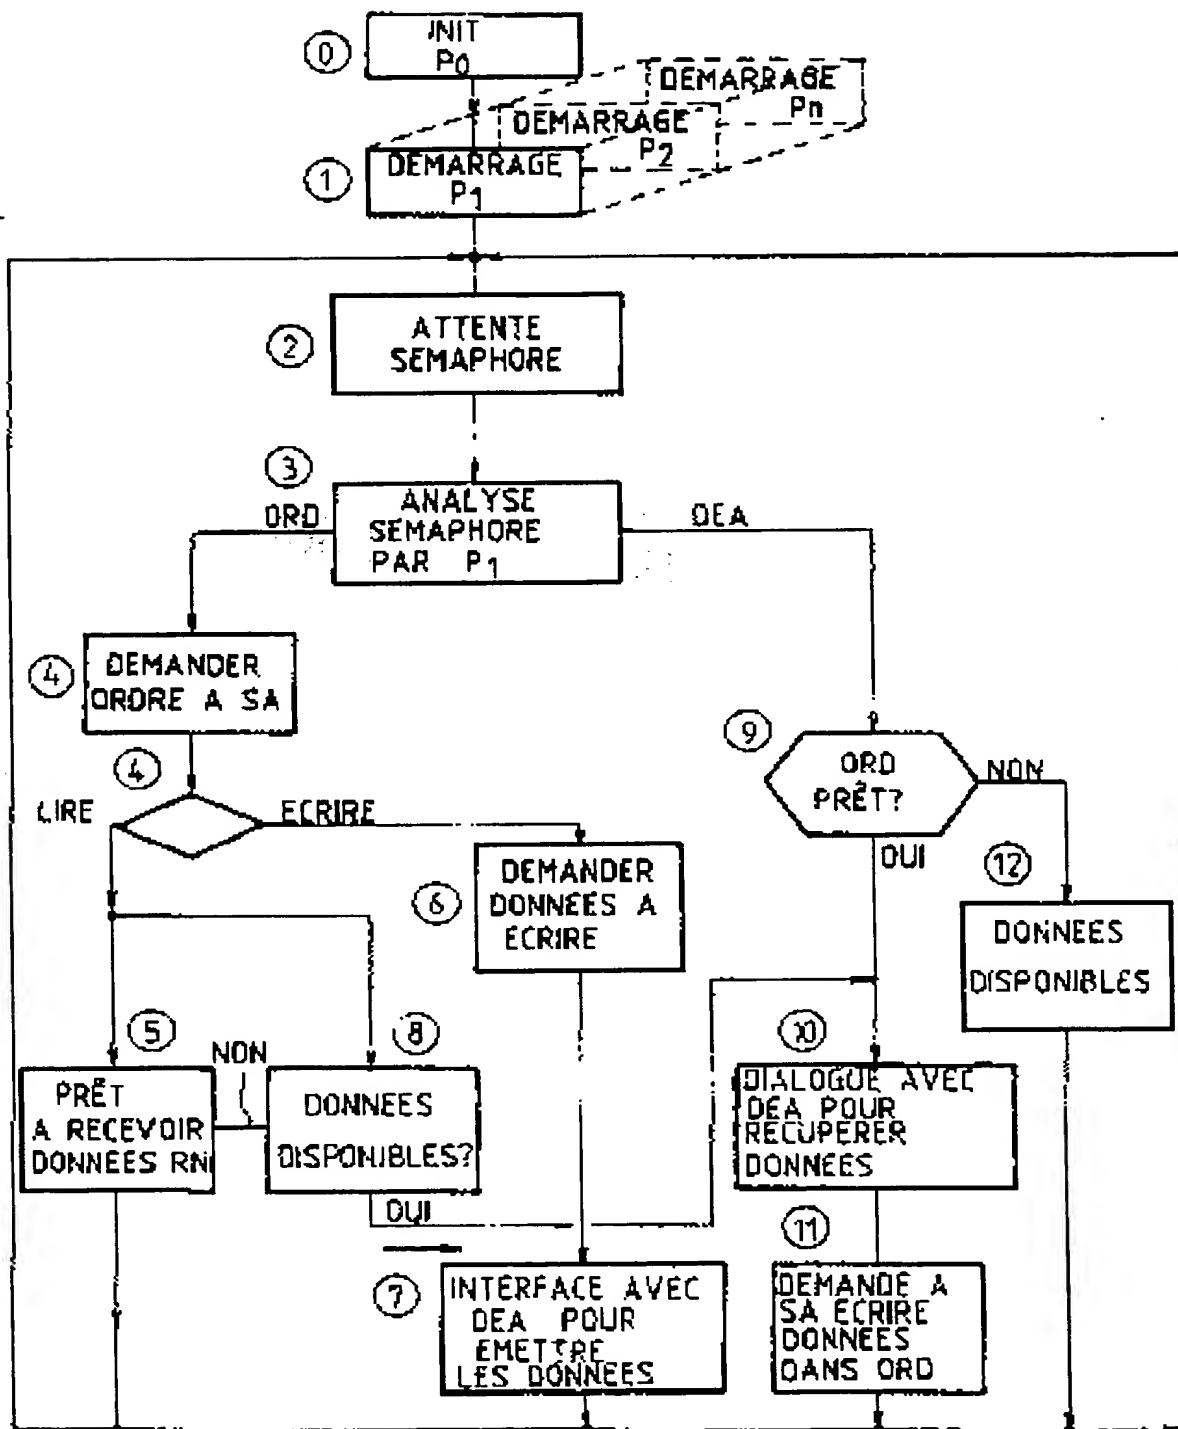 0
INIT
P0
DEMARRAGE
Pn
DEMARRAGE
P2
1
DEMARRAGE
P1
2
ATTENTE
SEMAPHORE
3
ORD
ANALYSE
SEMAPHORE
PAR P1
DEA
4
DEMANDER
ORDRE A SA
4
LIRE
ECRIRE
6
DEMANDER
DONNEES A
ECRIRE
9
ORD
PRÊT?
NON
OUI
12
DONNEES
DISPONIBLES
5
NON
8
PRÊT
A RECEVOIR
DONNEES RN
DONNEES
DISPONIBLES?
OUI
10
DIALOGUE AVEC
DEA POUR
RECUPERER
DONNEES
7
INTERFACE AVEC
DEA POUR
EMETTRE
LES DONNEES
11
DEMANDE A
SA ECRIRE
DONNEES
DANS ORD